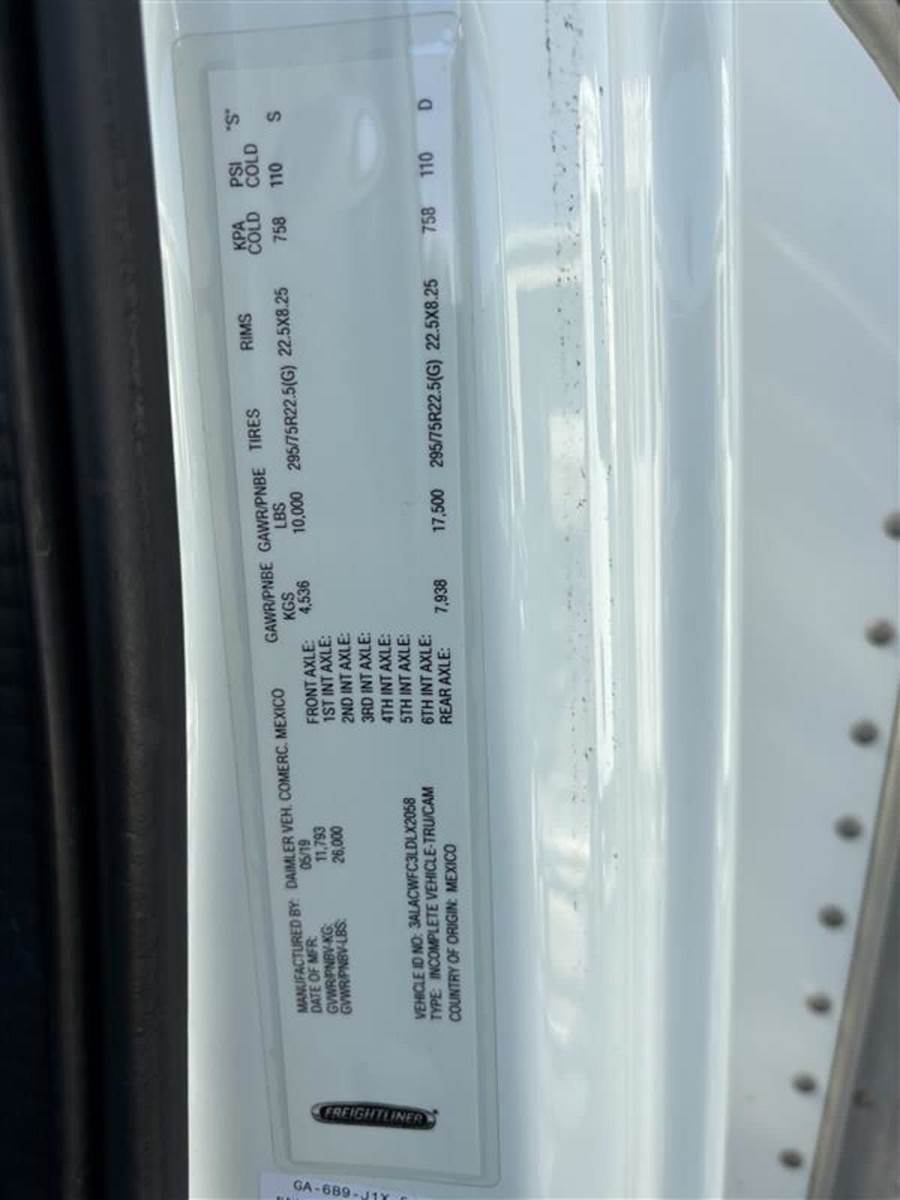 FREIGHTLINER
MANUFACTURED BY: DAIMLER VEH. COMERC. MEXICO
DATE OF MFR: 05/19
GVWR/PNBV-KG: 11,793
GVWR/PNBV-LBS: 26,000
VEHICLE ID NO: 3ALACWFC3LDLX2058
TYPE: INCOMPLETE VEHICLE-TRU/CAM
COUNTRY OF ORIGIN: MEXICO
GAWR/PNBE GAWR/PNBE TIRES RIMS KPA PSI "S"
KGS LBS COLD COLD
FRONT AXLE: 4,536 10,000 295/75R22.5(G) 22.5X8.25 758 110 S
1ST INT AXLE:
2ND INT AXLE:
3RD INT AXLE:
4TH INT AXLE:
5TH INT AXLE:
6TH INT AXLE:
REAR AXLE: 7,938 17,500 295/75R22.5(G) 22.5X8.25 758 110 D
GA-6B9-J1X